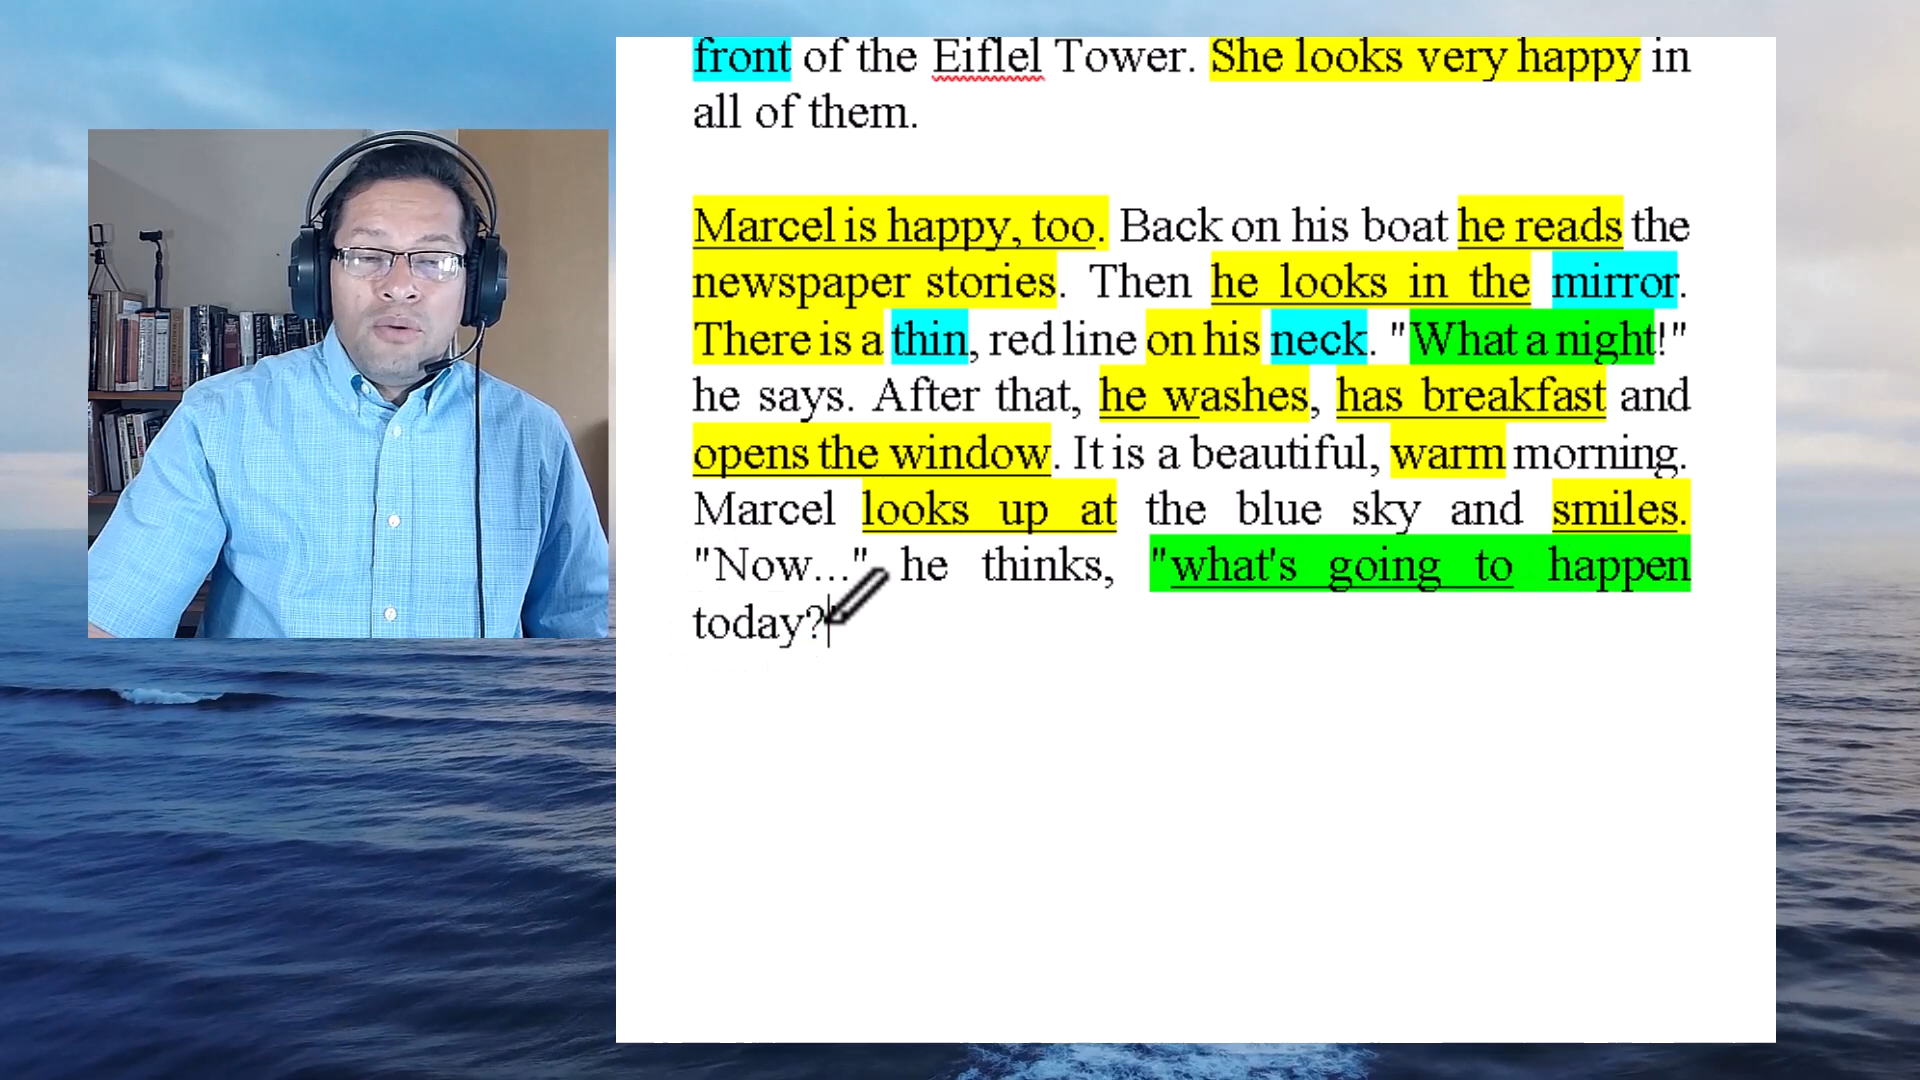 front of the Eiflel Tower. She looks very happy in
all of them.
Marcel is happy, too. Back on his boat he reads the
newspaper stories. Then he looks in the mirror.
There is a thin, red line on his neck. "What a night!"
he says. After that, he washes, has breakfast and
opens the window. It is a beautiful, warm morning.
Marcel looks up at the blue sky and smiles.
"Now..." he thinks, "what's going to happen
today?"